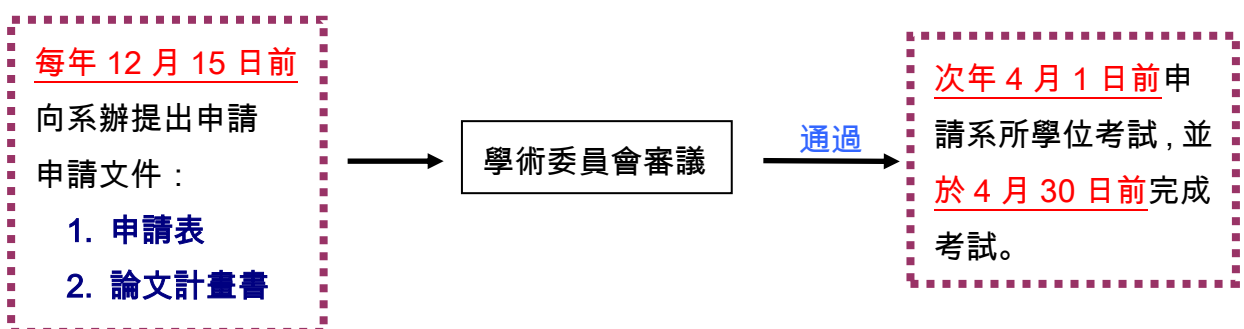 每年 12 月 15 日前
向系辦提出申請
申請文件：
1. 申請表
2. 論文計畫書
學術委員會審議
通過
次年 4 月 1 日前申
請系所學位考試，並
於 4 月 30 日前完成
考試。